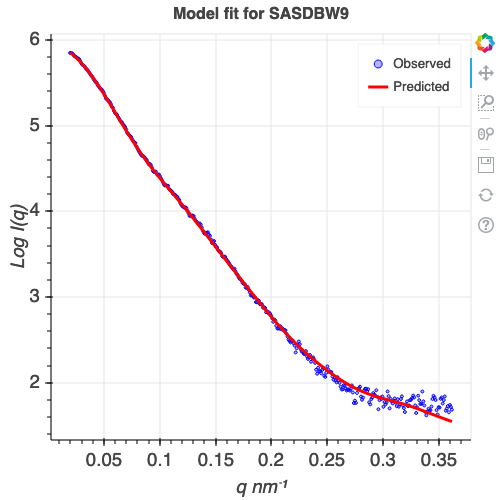 Model fit for SASDBW9
Observed
Predicted
Log I(q)
6
5
4
3
2
0.05 0.1 0.15 0.2 0.25 0.3 0.35
q nm⁻¹